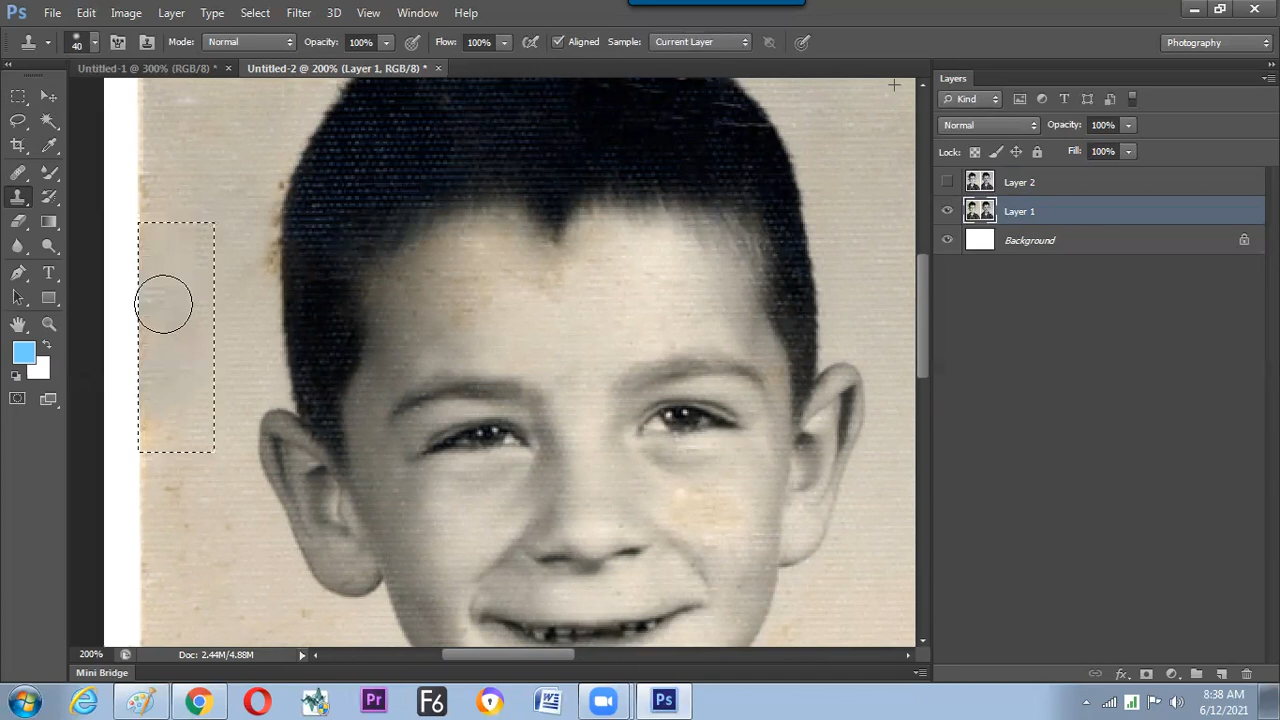 Ps File Edit Image Layer Type Select Filter 3D View Window Help
40 Mode: Normal Opacity: 100% Flow: 100% Aligned Sample: Current Layer Photography
Untitled-1 @ 300% (RGB/8) * × Untitled-2 @ 200% (Layer 1, RGB/8) * ×
Layers
Kind
Normal Opacity: 100%
Lock: Fill: 100%
Layer 2
Layer 1
Background
200% Doc: 2.44M/4.88M
Mini Bridge
Pr F6 W Ps
8:38 AM
6/12/2021